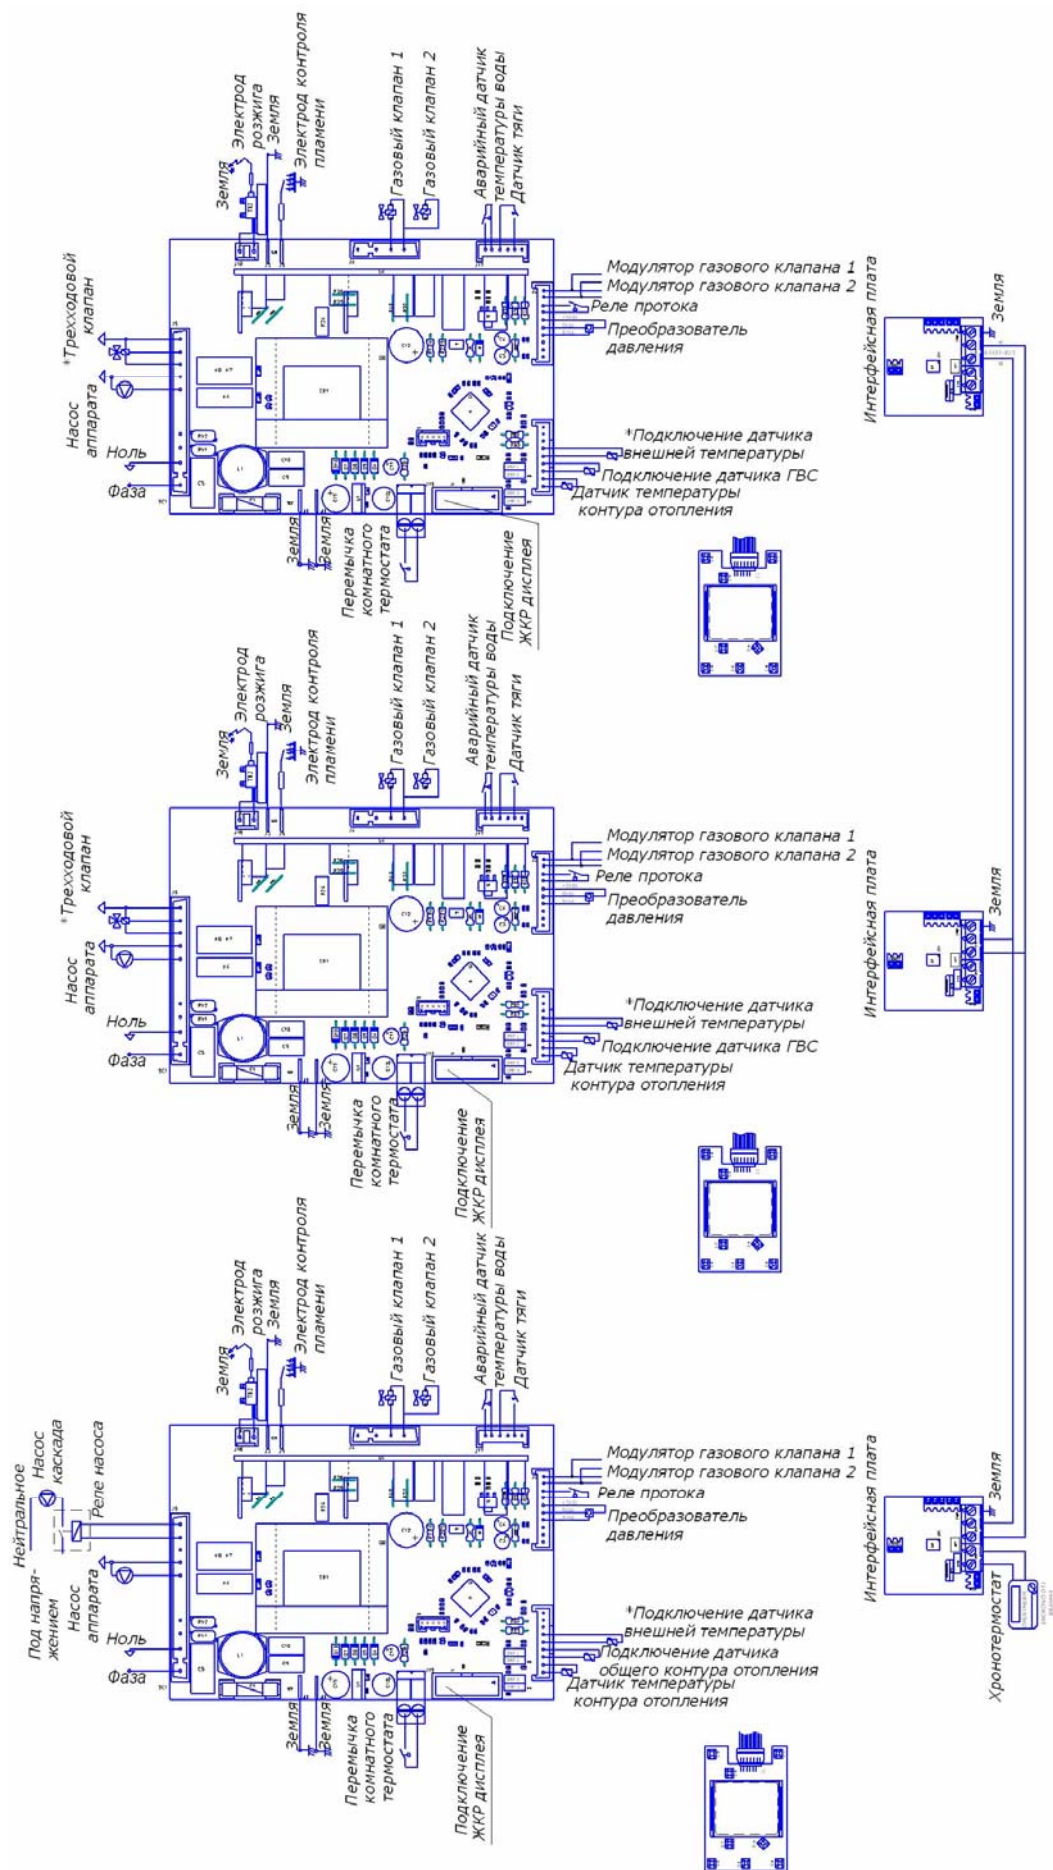 Земля
Электрод
розжига
Земля
Электрод контроля
пламени
Газовый клапан 1
Газовый клапан 2
Аварийный датчик
температуры воды
Датчик тяги
*Трехходовой
клапан
Насос
аппарата
Ноль
Фаза
Модулятор газового клапана 1
Модулятор газового клапана 2
Реле протока
Преобразователь
давления
*Подключение датчика
внешней температуры
Подключение датчика ГВС
Датчик температуры
контура отопления
Земля
Земля
Перемычка
комнатного
термостата
Подключение
ЖКР дисплея
Интерфейсная плата
Земля
Земля
Электрод
розжига
Земля
Электрод контроля
пламени
Газовый клапан 1
Газовый клапан 2
Аварийный датчик
температуры воды
Датчик тяги
*Трехходовой
клапан
Насос
аппарата
Ноль
Фаза
Модулятор газового клапана 1
Модулятор газового клапана 2
Реле протока
Преобразователь
давления
*Подключение датчика
внешней температуры
Подключение датчика ГВС
Датчик температуры
контура отопления
Земля
Земля
Перемычка
комнатного
термостата
Подключение
ЖКР дисплея
Интерфейсная плата
Земля
Земля
Электрод
розжига
Земля
Электрод контроля
пламени
Газовый клапан 1
Газовый клапан 2
Аварийный датчик
температуры воды
Датчик тяги
Нейтральное
Насос
каскада
Реле насоса
Под напря-
жением
Насос
аппарата
Ноль
Фаза
Модулятор газового клапана 1
Модулятор газового клапана 2
Реле протока
Преобразователь
давления
*Подключение датчика
внешней температуры
Подключение датчика
общего контура отопления
Датчик температуры
контура отопления
Земля
Земля
Перемычка
комнатного
термостата
Подключение
ЖКР дисплея
Интерфейсная плата
Земля
Хронотермостат